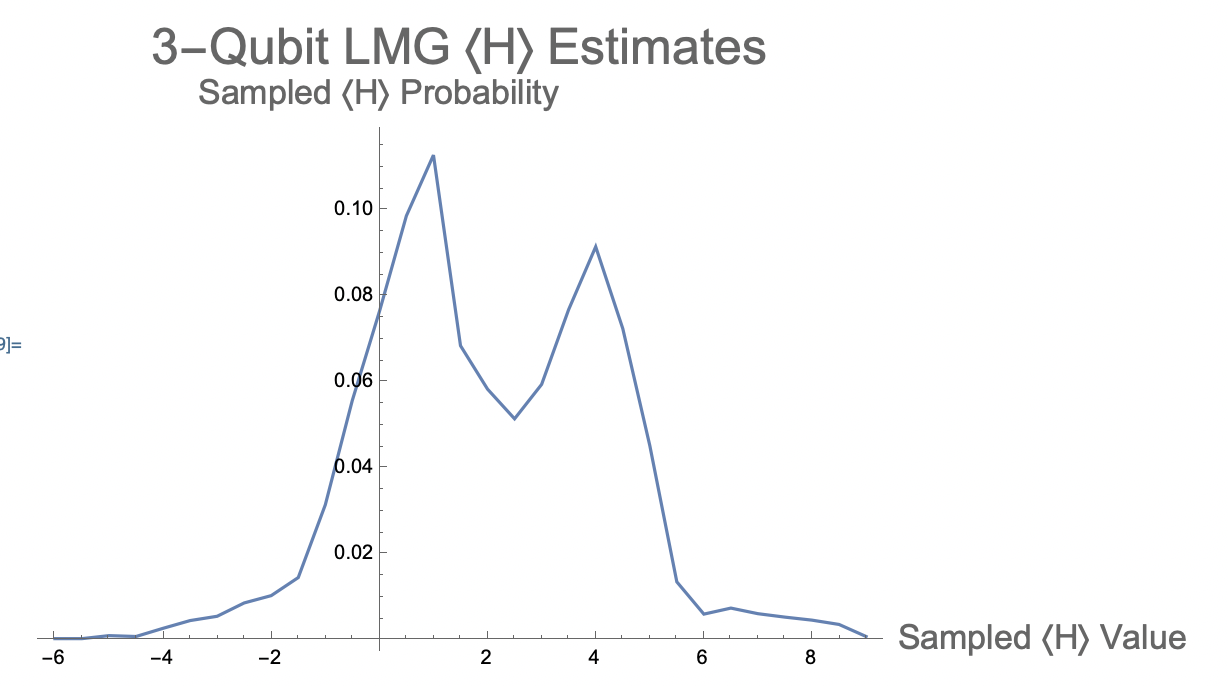 3−Qubit LMG ⟨H⟩ Estimates
Sampled ⟨H⟩ Probability
0.10
0.08
9]=
0.06
0.04
0.02
Sampled ⟨H⟩ Value
−6 −4 −2 2 4 6 8